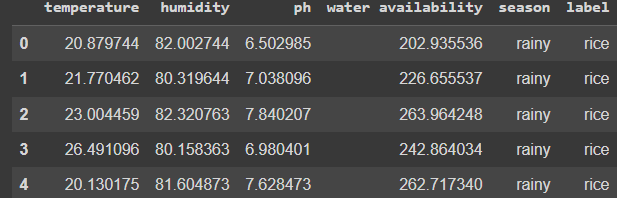 temperature humidity ph water availability season label
0 20.879744 82.002744 6.502985 202.935536 rainy rice
1 21.770462 80.319644 7.038096 226.655537 rainy rice
2 23.004459 82.320763 7.840207 263.964248 rainy rice
3 26.491096 80.158363 6.980401 242.864034 rainy rice
4 20.130175 81.604873 7.628473 262.717340 rainy rice